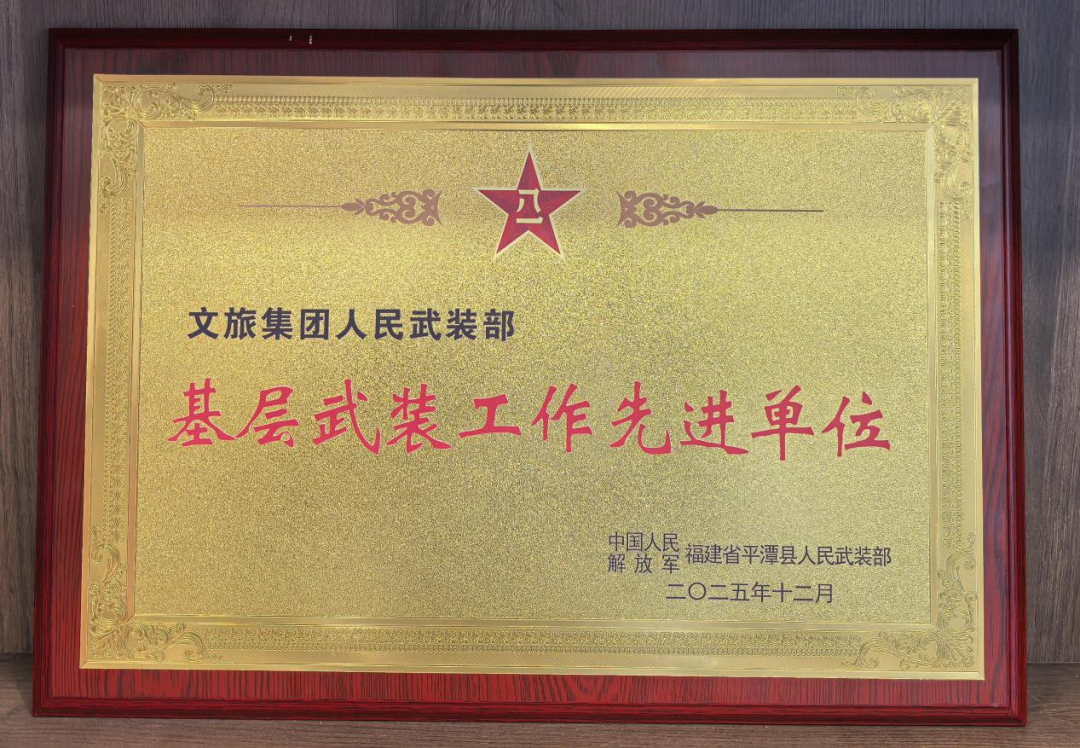 八一
文旅集团人民武装部
基层武装工作先进单位
中国人民解放军 福建省平潭县人民武装部
二〇二五年十二月